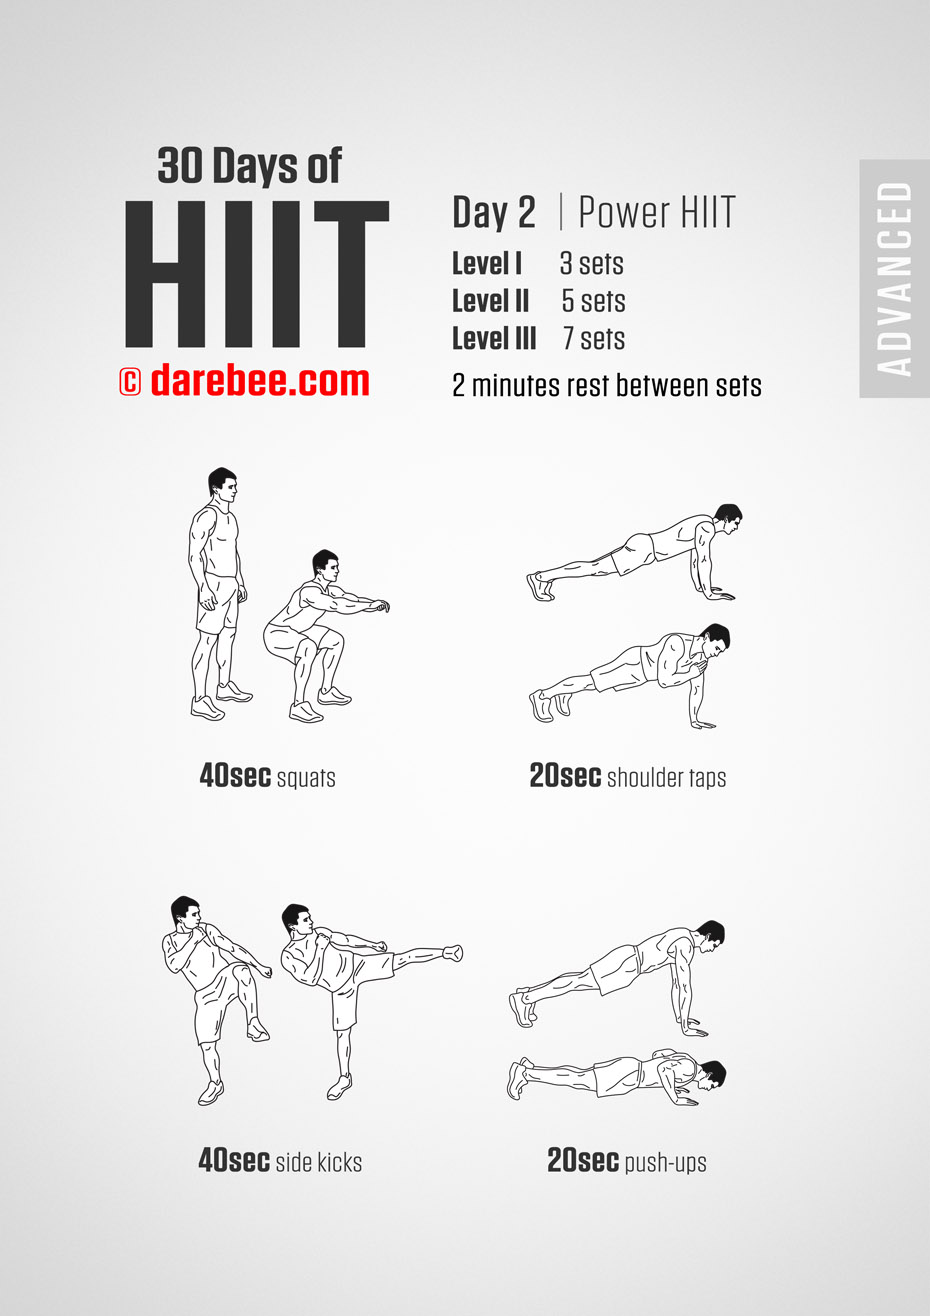 30 Days of
HIIT
© darebee.com
Day 2 | Power HIIT
Level I 3 sets
Level II 5 sets
Level III 7 sets
2 minutes rest between sets
ADVANCED
40sec squats
20sec shoulder taps
40sec side kicks
20sec push-ups